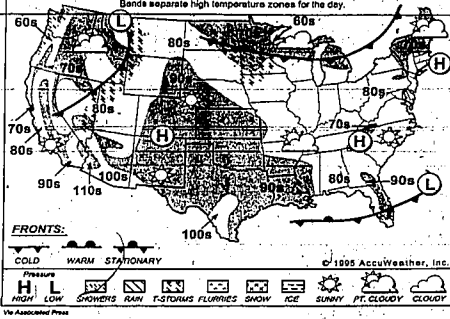 Bands separate high temperature zones for the day.
60s
L
80s
60s
70s
90s
H
80s
80s
70s
H
H
70s
80s
90s
110s
100s
90s
80s
90s
L
100s
FRONTS:
COLD WARM STATIONARY
© 1995 AccuWeather, Inc.
Pressure
H L
HIGH LOW SHOWERS RAIN T-STORMS FLURRIES SNOW ICE SUNNY PT. CLOUDY CLOUDY
Via Associated Press